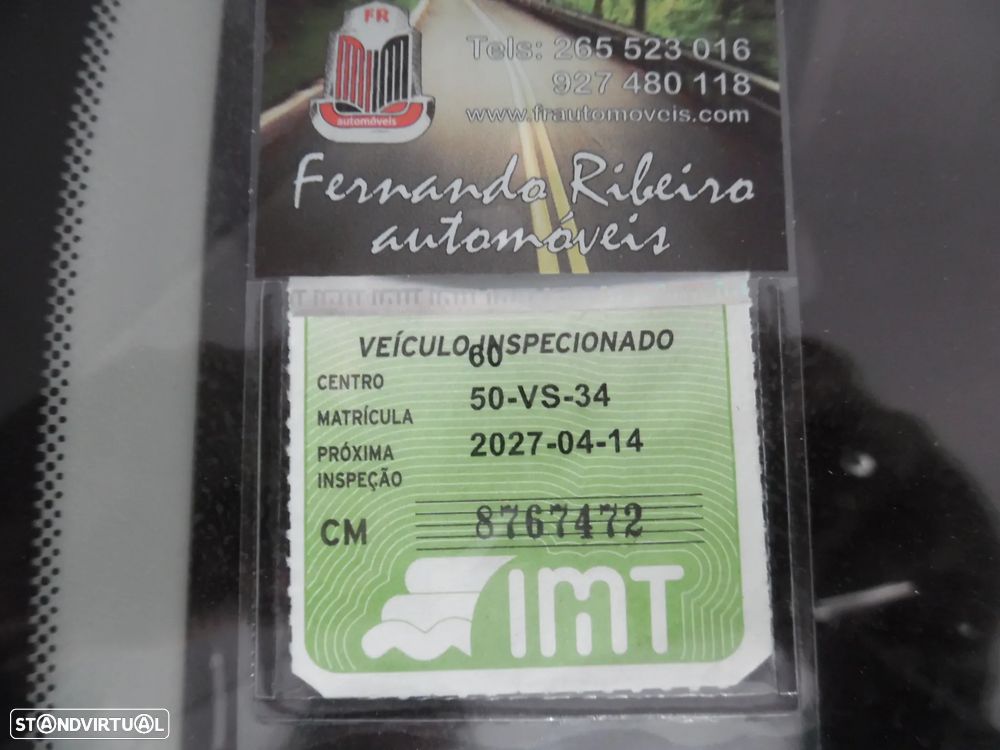 FR
automóveis
Tels: 265 523 016
927 480 118
www.frautomoveis.com
Fernando Ribeiro
automóveis
VEÍCULO INSPECIONADO
60
CENTRO
MATRÍCULA 50-VS-34
PRÓXIMA 2027-04-14
INSPEÇÃO
CM 8767472
IMT
STANDVIRTUAL